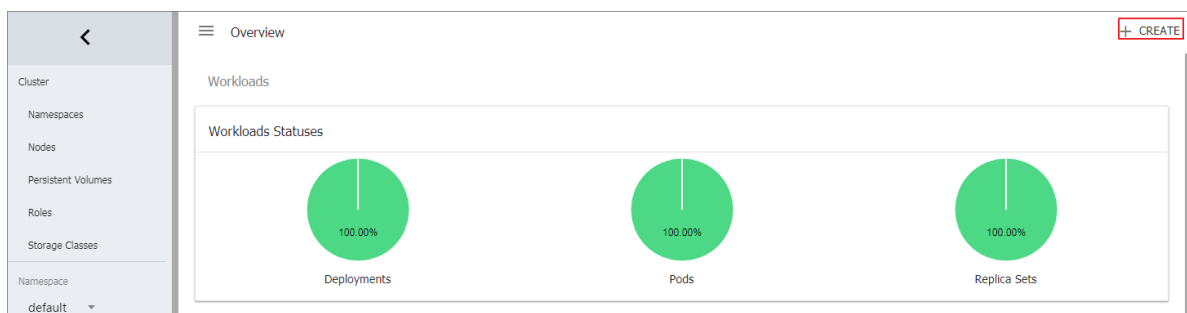 Overview
+ CREATE
Cluster
Namespaces
Nodes
Persistent Volumes
Roles
Storage Classes
Namespace
default
Workloads
Workloads Statuses
100.00%
Deployments
100.00%
Pods
100.00%
Replica Sets